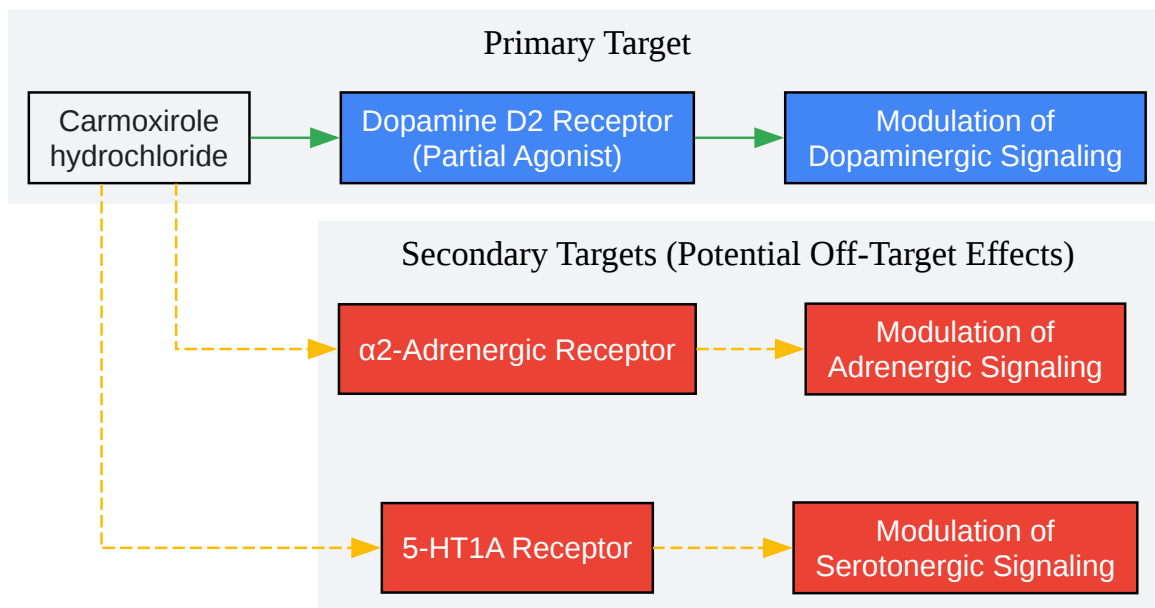 Primary Target
Carmoxirole
hydrochloride
Dopamine D2 Receptor
(Partial Agonist)
Modulation of
Dopaminergic Signaling
Secondary Targets (Potential Off-Target Effects)
α2-Adrenergic Receptor
Modulation of
Adrenergic Signaling
5-HT1A Receptor
Modulation of
Serotonergic Signaling